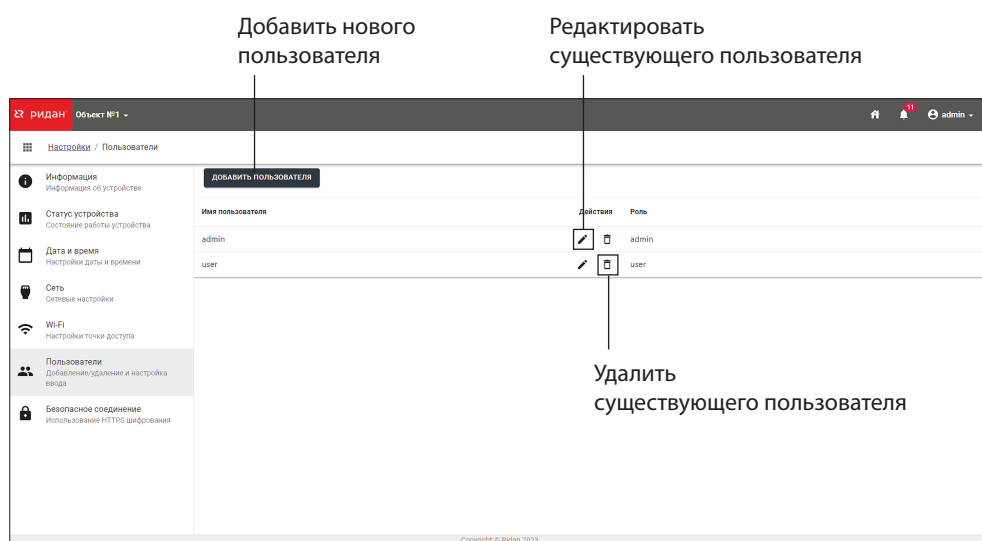 Добавить нового
пользователя
Редактировать
существующего пользователя
ридан
Объект №1
11
admin
Настройки / Пользователи
Информация
Информация об устройстве
Статус устройства
Состояние работы устройства
Дата и время
Настройки даты и времени
Сеть
Сетевые настройки
Wi-Fi
Настройки точки доступа
Пользователи
Добавление/удаление и настройка
ввода
Безопасное соединение
Использование HTTPS шифрования
ДОБАВИТЬ ПОЛЬЗОВАТЕЛЯ
Имя пользователя Действия Роль
admin admin
user user
Удалить
существующего пользователя
Copyright © Ridan 2023